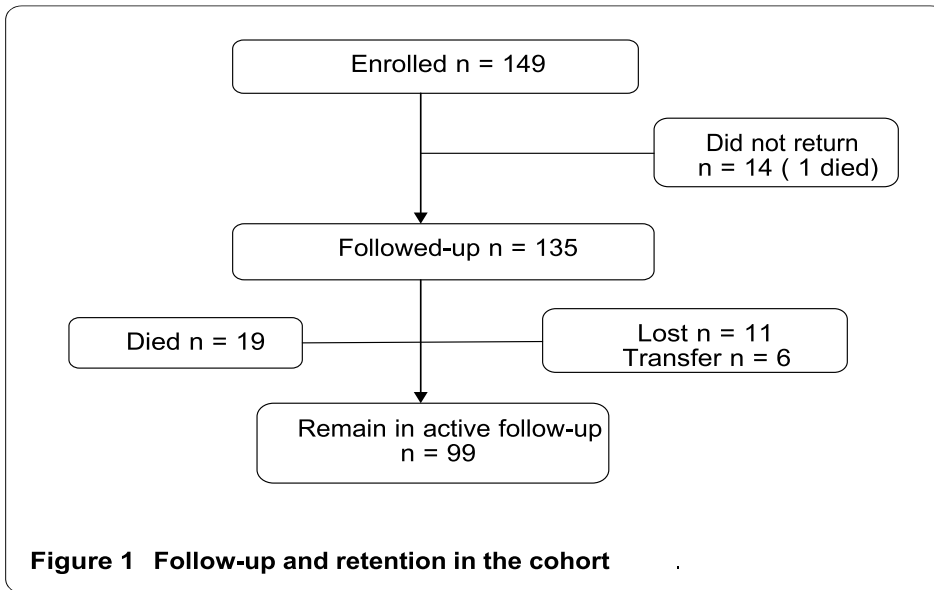 Enrolled n = 149
Did not return
n = 14 ( 1 died)
Followed-up n = 135
Died n = 19
Lost n = 11
Transfer n = 6
Remain in active follow-up
n = 99
Figure 1 Follow-up and retention in the cohort .